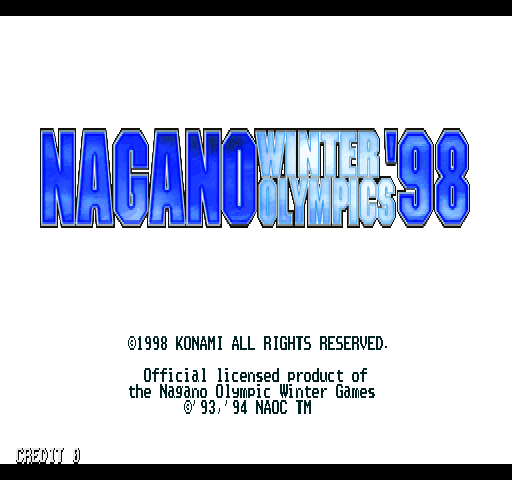 NAGANO WINTER OLYMPICS '98
©1998 KONAMI ALL RIGHTS RESERVED.
Official licensed product of
the Nagano Olympic Winter Games
©'93,'94 NAOC TM
CREDIT 0